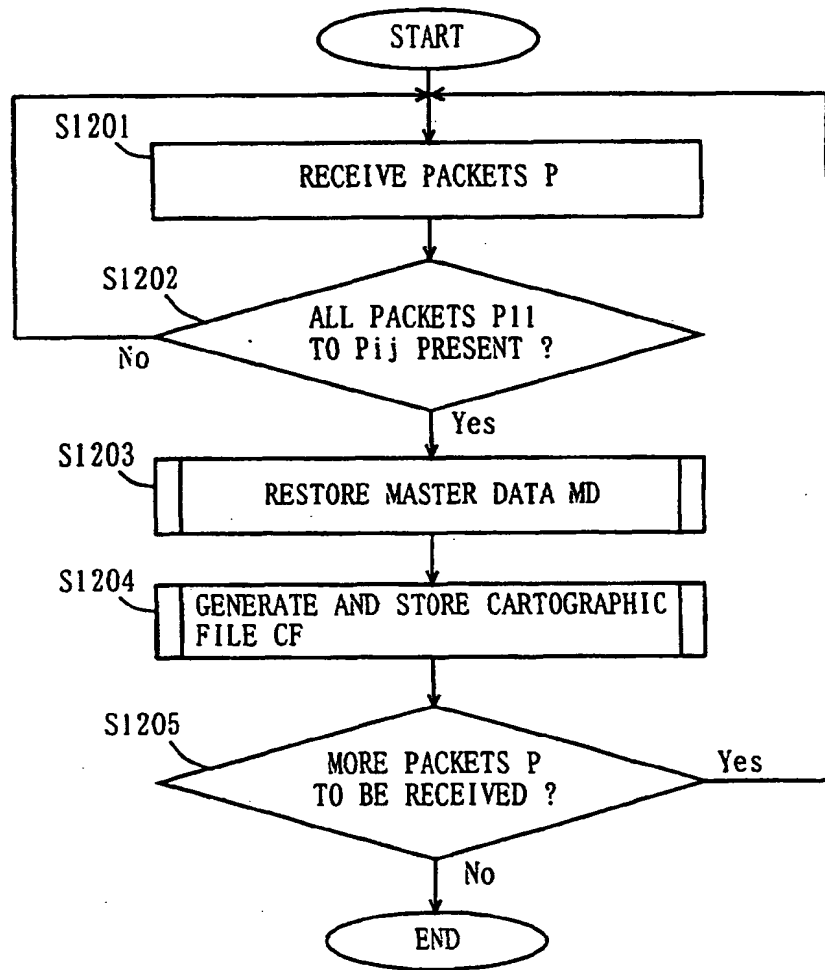 START
S1201
RECEIVE PACKETS P
S1202
ALL PACKETS P11
TO Pij PRESENT ?
No
Yes
S1203
RESTORE MASTER DATA MD
S1204
GENERATE AND STORE CARTOGRAPHIC
FILE CF
S1205
MORE PACKETS P
TO BE RECEIVED ?
Yes
No
END